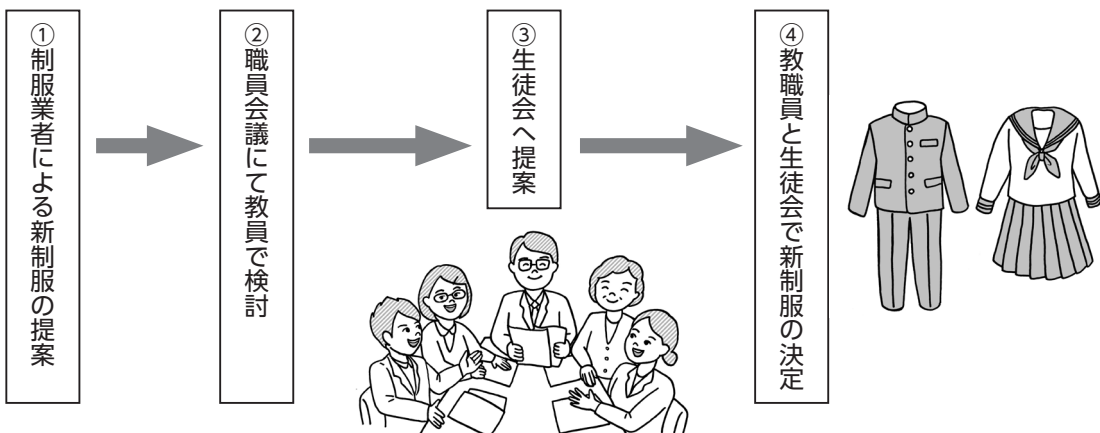 ①制服業者による新制服の提案
②職員会議にて教員で検討
③生徒会へ提案
④教職員と生徒会で新制服の決定